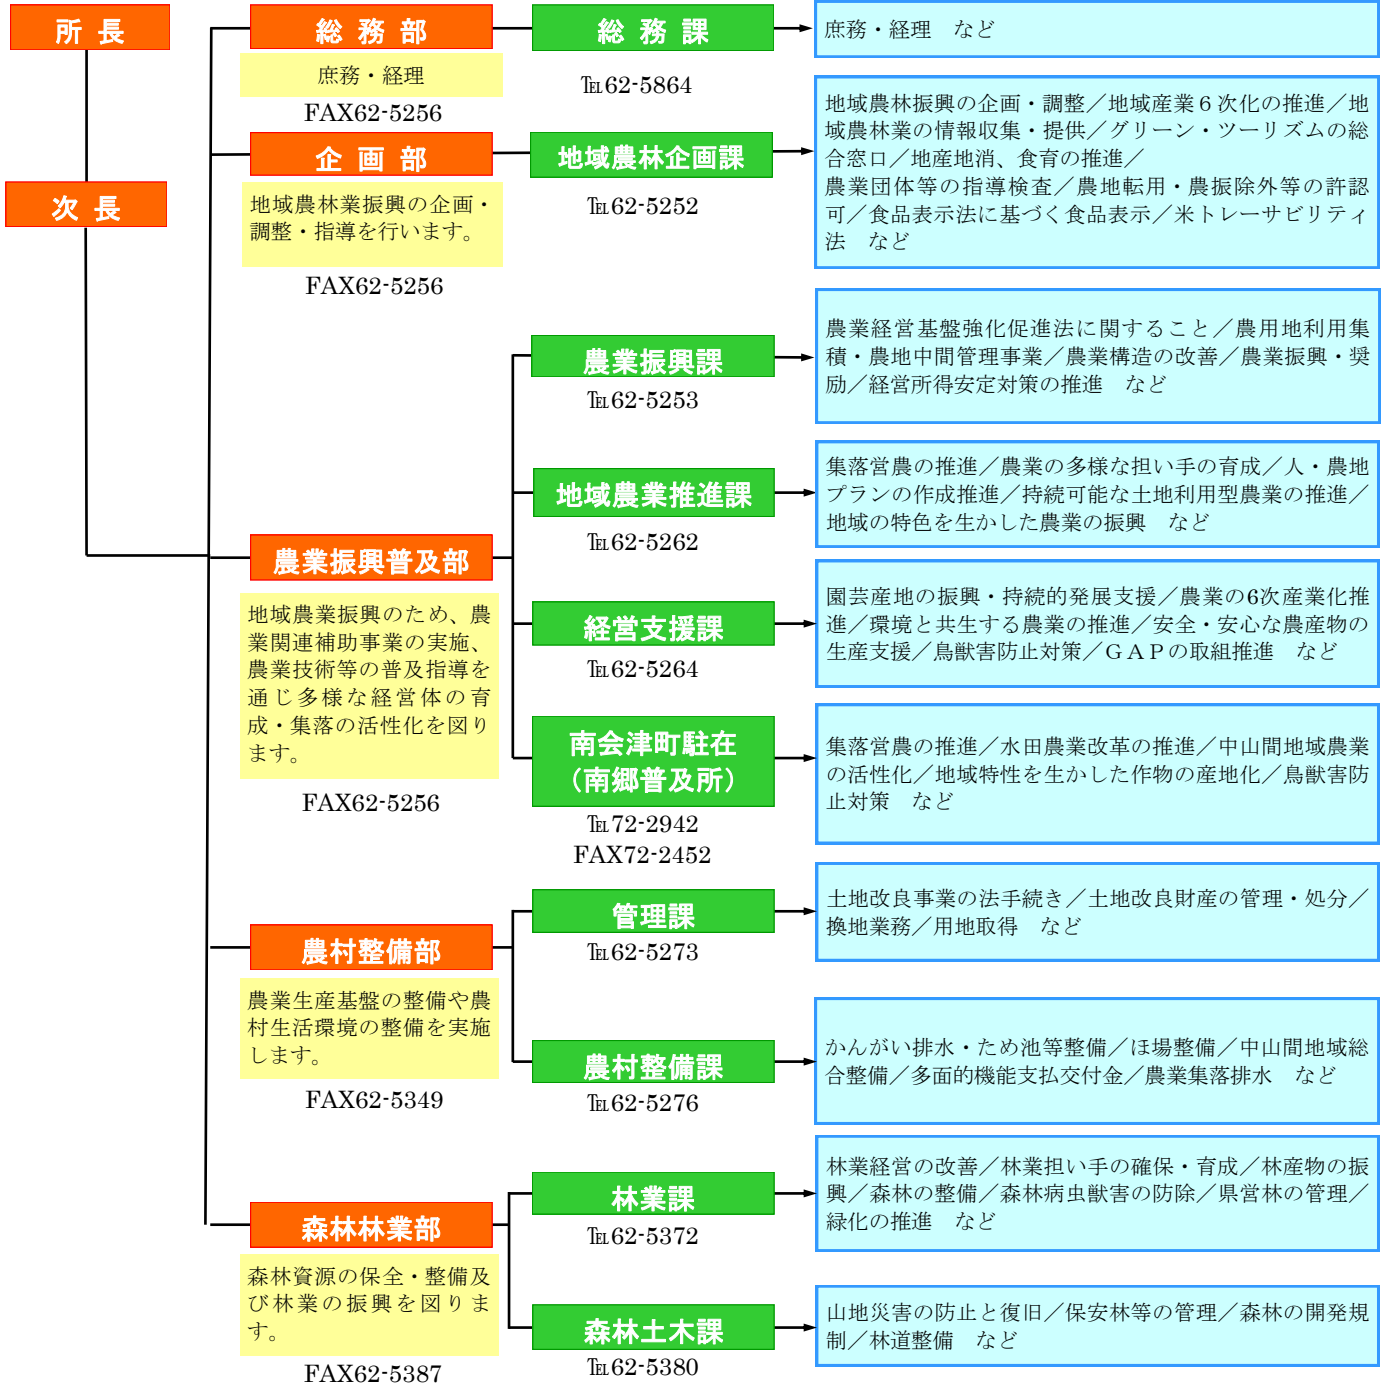 所 長
次 長
総 務 部
庶務・経理
FAX62-5256
総 務 課
℡62-5864
庶務・経理　など
企 画 部
地域農林業振興の企画・
調整・指導を行います。
FAX62-5256
地域農林企画課
℡62-5252
地域農林振興の企画・調整／地域産業６次化の推進／地
域農林業の情報収集・提供／グリーン・ツーリズムの総
合窓口／地産地消、食育の推進／
農業団体等の指導検査／農地転用・農振除外等の許認
可／食品表示法に基づく食品表示／米トレーサビリティ
法　など
農業振興普及部
地域農業振興のため、農
業関連補助事業の実施、
農業技術等の普及指導を
通じ多様な経営体の育
成・集落の活性化を図り
ます。
FAX62-5256
農業振興課
℡62-5253
農業経営基盤強化促進法に関すること／農用地利用集
積・農地中間管理事業／農業構造の改善／農業振興・奨
励／経営所得安定対策の推進　など
地域農業推進課
℡62-5262
集落営農の推進／農業の多様な担い手の育成／人・農地
プランの作成推進／持続可能な土地利用型農業の推進／
地域の特色を生かした農業の振興　など
経営支援課
℡62-5264
園芸産地の振興・持続的発展支援／農業の6次産業化推
進／環境と共生する農業の推進／安全・安心な農産物の
生産支援／鳥獣害防止対策／ＧＡＰの取組推進　など
南会津町駐在
（南郷普及所）
℡72-2942
FAX72-2452
集落営農の推進／水田農業改革の推進／中山間地域農業
の活性化／地域特性を生かした作物の産地化／鳥獣害防
止対策　など
農村整備部
農業生産基盤の整備や農
村生活環境の整備を実施
します。
FAX62-5349
管理課
℡62-5273
土地改良事業の法手続き／土地改良財産の管理・処分／
換地業務／用地取得　など
農村整備課
℡62-5276
かんがい排水・ため池等整備／ほ場整備／中山間地域総
合整備／多面的機能支払交付金／農業集落排水　など
森林林業部
森林資源の保全・整備及
び林業の振興を図りま
す。
FAX62-5387
林業課
℡62-5372
林業経営の改善／林業担い手の確保・育成／林産物の振
興／森林の整備／森林病虫獣害の防除／県営林の管理／
緑化の推進　など
森林土木課
℡62-5380
山地災害の防止と復旧／保安林等の管理／森林の開発規
制／林道整備　など